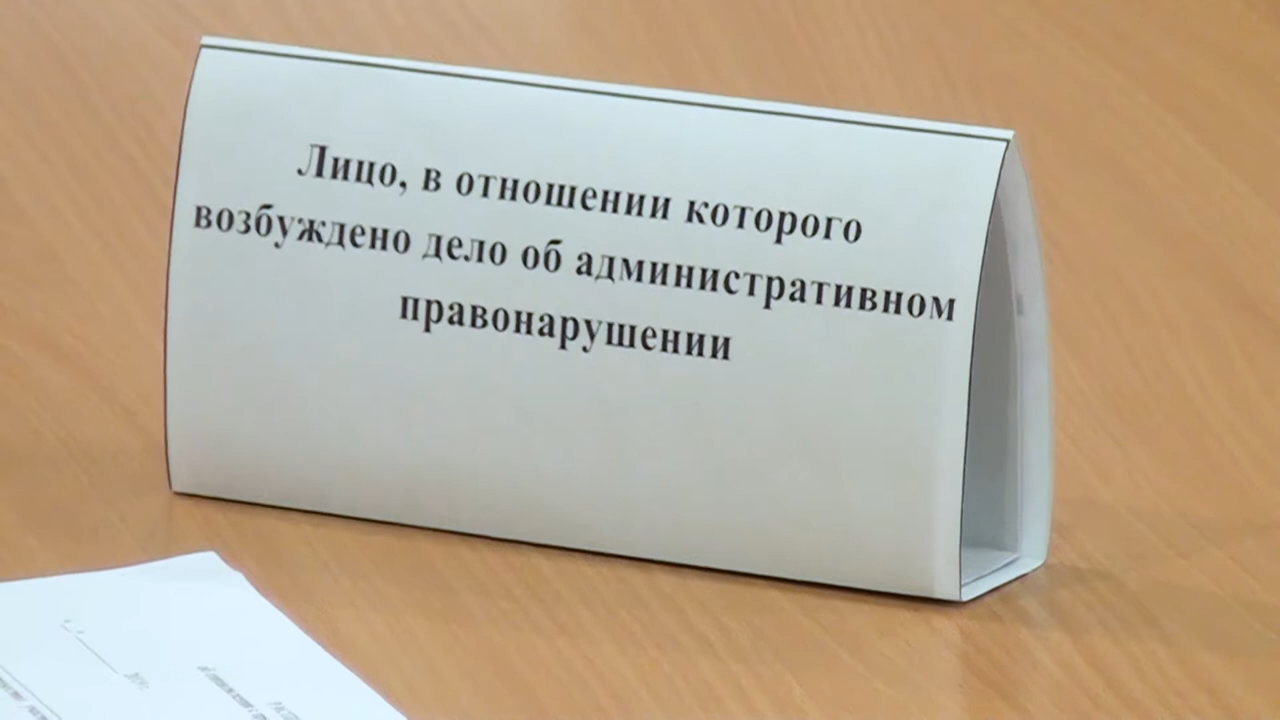 Лицо, в отношении которого
возбуждено дело об административном
правонарушении